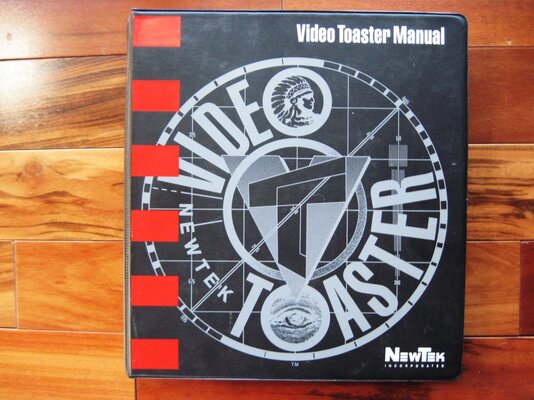 Video Toaster Manual
VIDEO
NEWTEK
TOASTER
TM
NEWTEK
INCORPORATED